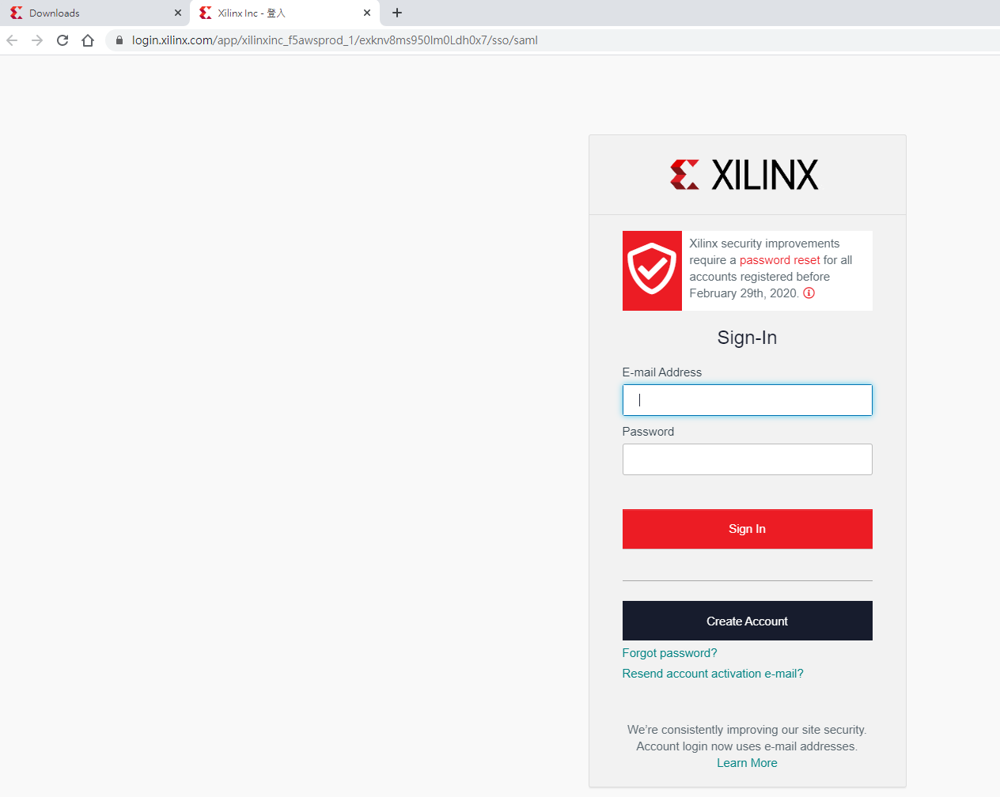 Downloads
Xilinx Inc - 登入
login.xilinx.com/app/xilinxinc_f5awsprod_1/exknv8ms950lm0Ldh0x7/sso/saml
XILINX
Xilinx security improvements
require a password reset for all
accounts registered before
February 29th, 2020.
Sign-In
E-mail Address
Password
Sign In
Create Account
Forgot password?
Resend account activation e-mail?
We’re consistently improving our site security.
Account login now uses e-mail addresses.
Learn More